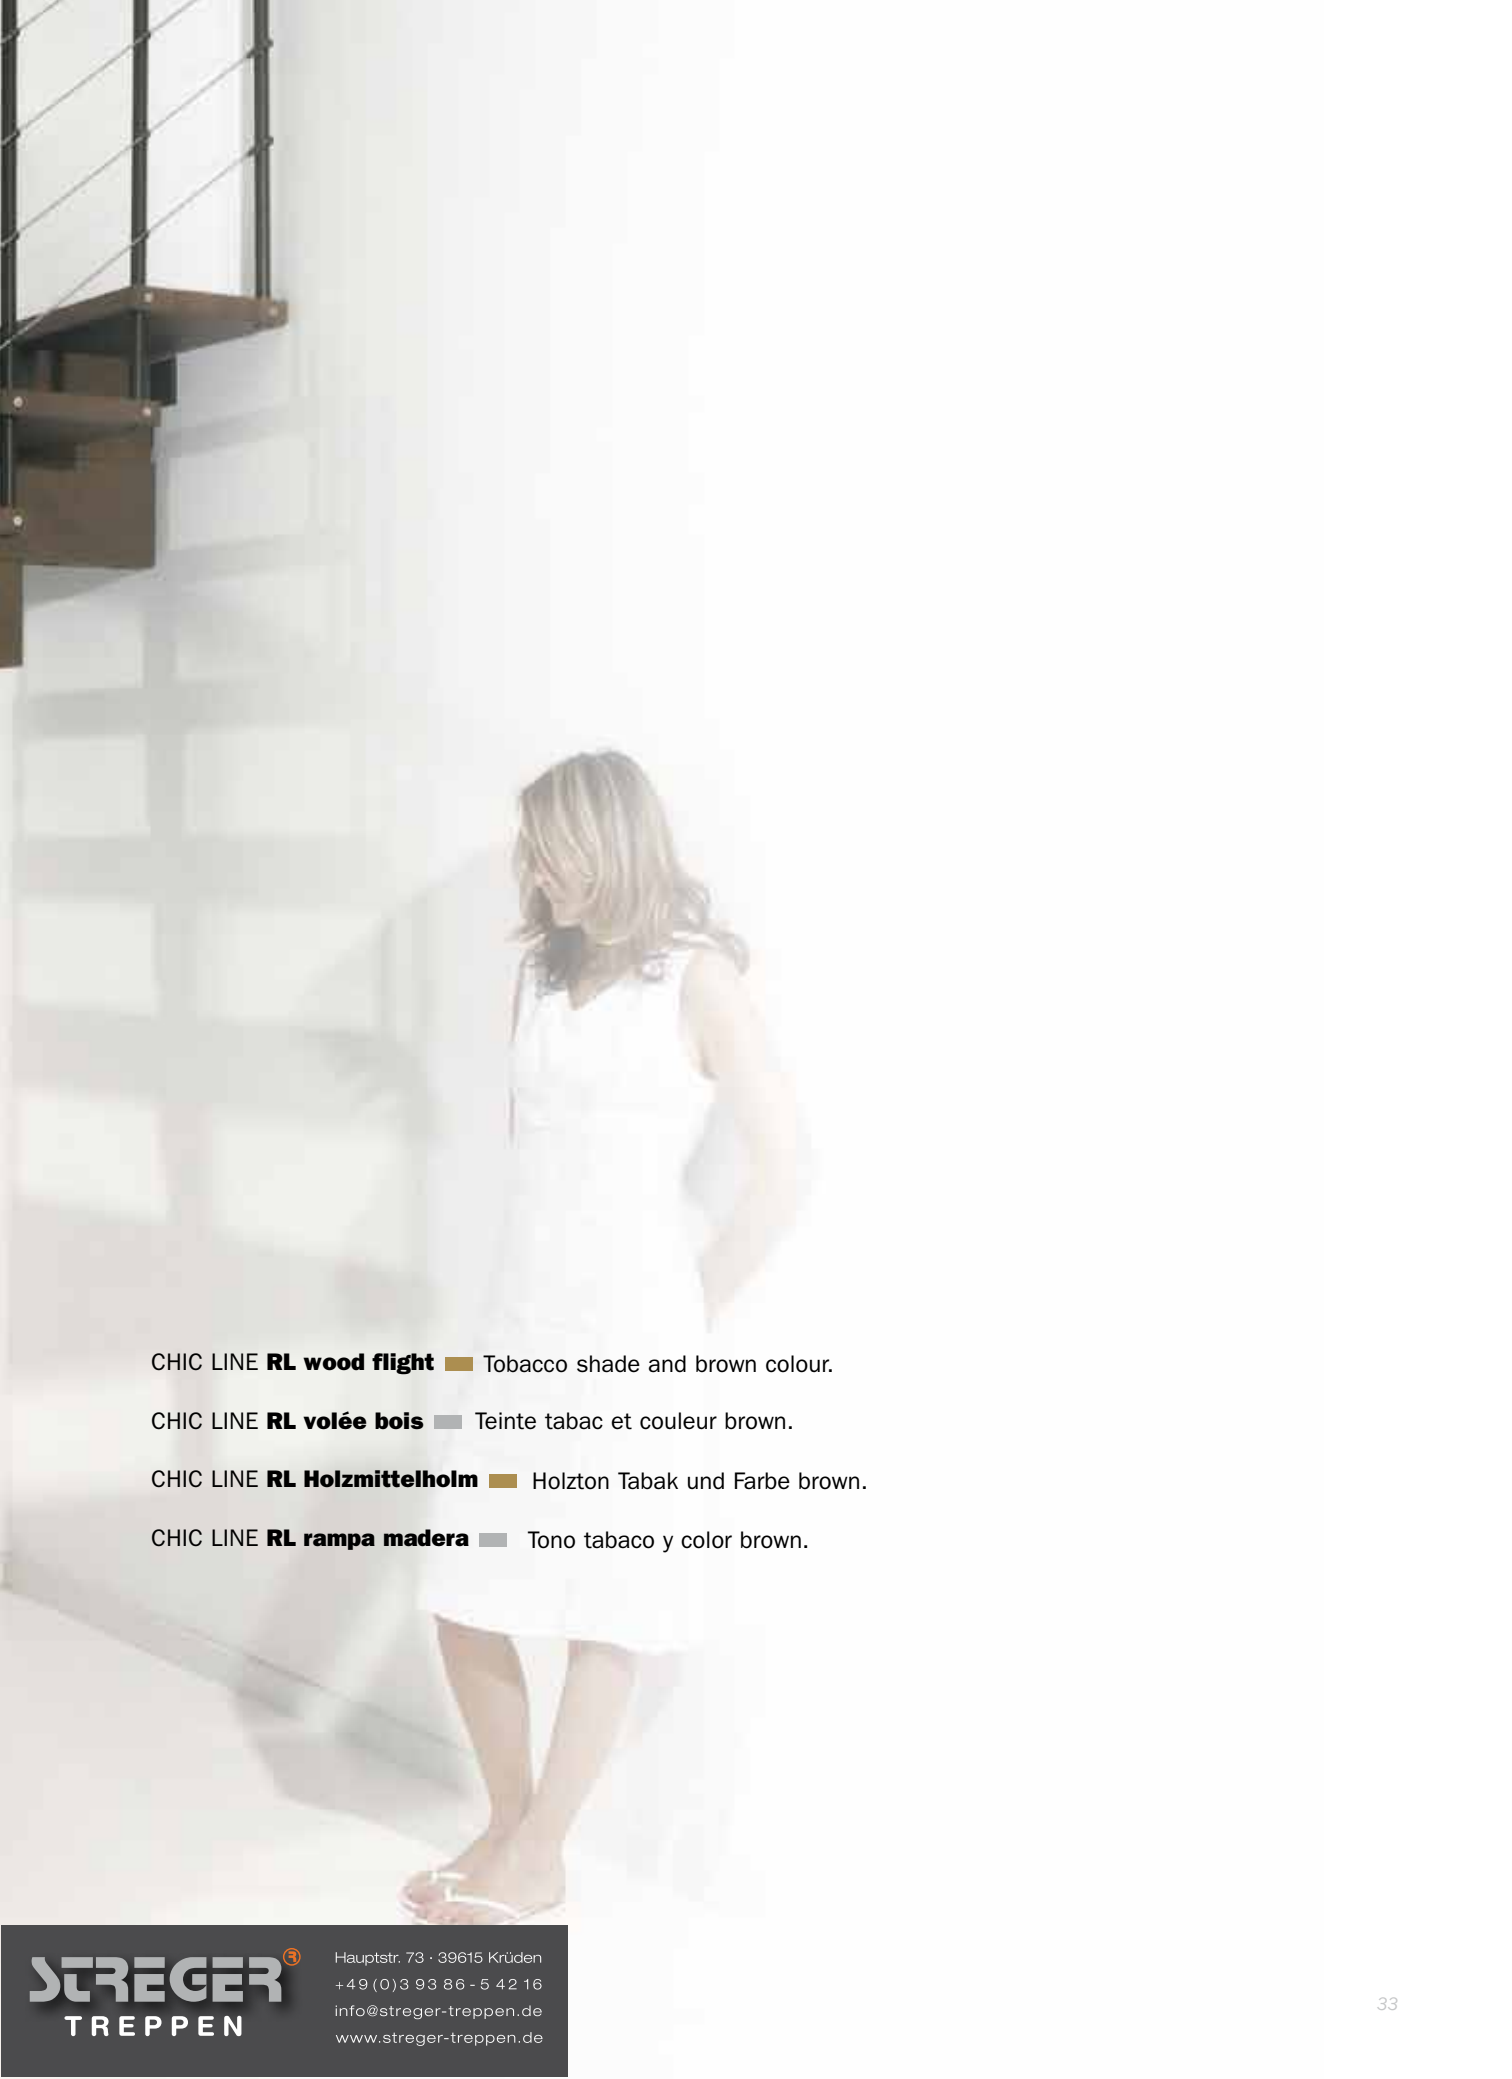 CHIC LINE RL wood flight Tobacco shade and brown colour.
CHIC LINE RL volée bois Teinte tabac et couleur brown.
CHIC LINE RL Holzmittelholm Holzton Tabak und Farbe brown.
CHIC LINE RL rampa madera Tono tabaco y color brown.
STREGER®
TREPPEN
Hauptstr. 73 · 39615 Krüden
+49(0)3 93 86-5 42 16
info@streger-treppen.de
www.streger-treppen.de
33